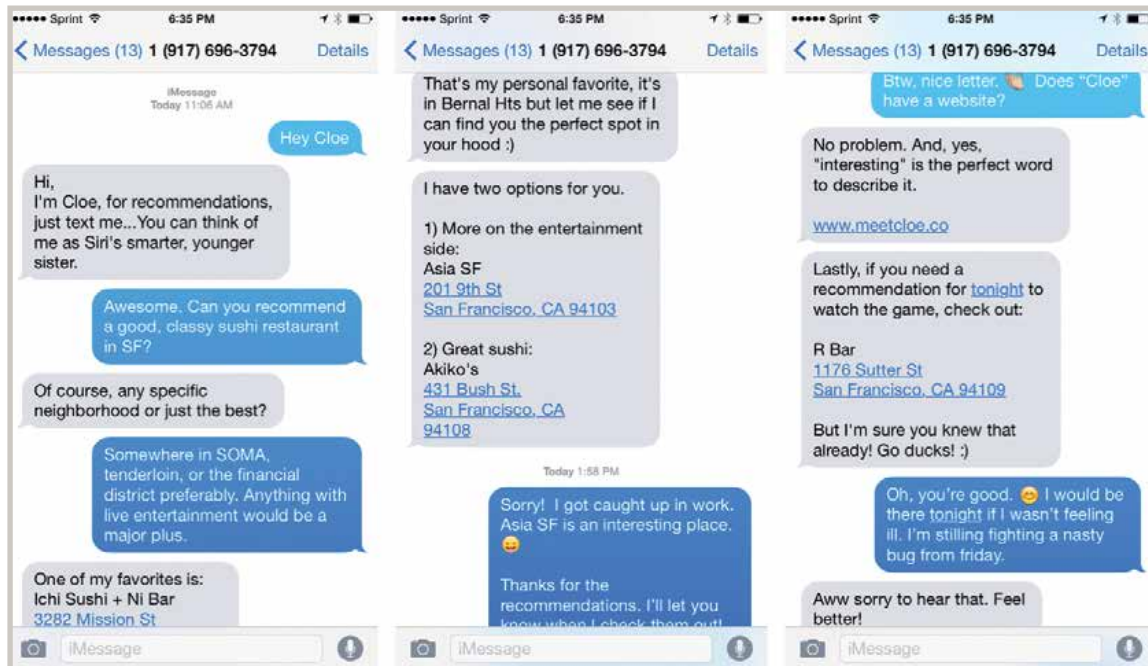 Sprint 6:35 PM
Messages (13) 1 (917) 696-3794 Details
iMessage
Today 11:06 AM
Hey Cloe
Hi,
I'm Cloe, for recommendations,
just text me...You can think of
me as Siri's smarter, younger
sister.
Awesome. Can you recommend
a good, classy sushi restaurant
in SF?
Of course, any specific
neighborhood or just the best?
Somewhere in SOMA,
tenderloin, or the financial
district preferably. Anything with
live entertainment would be a
major plus.
One of my favorites is:
Ichi Sushi + Ni Bar
3282 Mission St
iMessage
Sprint 6:35 PM
Messages (13) 1 (917) 696-3794 Details
That's my personal favorite, it's
in Bernal Hts but let me see if I
can find you the perfect spot in
your hood :)
I have two options for you.
1) More on the entertainment
side:
Asia SF
201 9th St
San Francisco, CA 94103
2) Great sushi:
Akiko's
431 Bush St,
San Francisco, CA
94108
Today 1:58 PM
Sorry! I got caught up in work.
Asia SF is an interesting place.
😄
Thanks for the
recommendations. I'll let you
know when I check them out!
iMessage
Sprint 6:35 PM
Messages (13) 1 (917) 696-3794 Details
Btw, nice letter. 👏 Does "Cloe"
have a website?
No problem. And, yes,
"interesting" is the perfect word
to describe it.
www.meetcloe.co
Lastly, if you need a
recommendation for tonight to
watch the game, check out:
R Bar
1176 Sutter St
San Francisco, CA 94109
But I'm sure you knew that
already! Go ducks! :)
Oh, you're good. 😊 I would be
there tonight if I wasn't feeling
ill. I'm stilling fighting a nasty
bug from friday.
Aww sorry to hear that. Feel
better!
iMessage